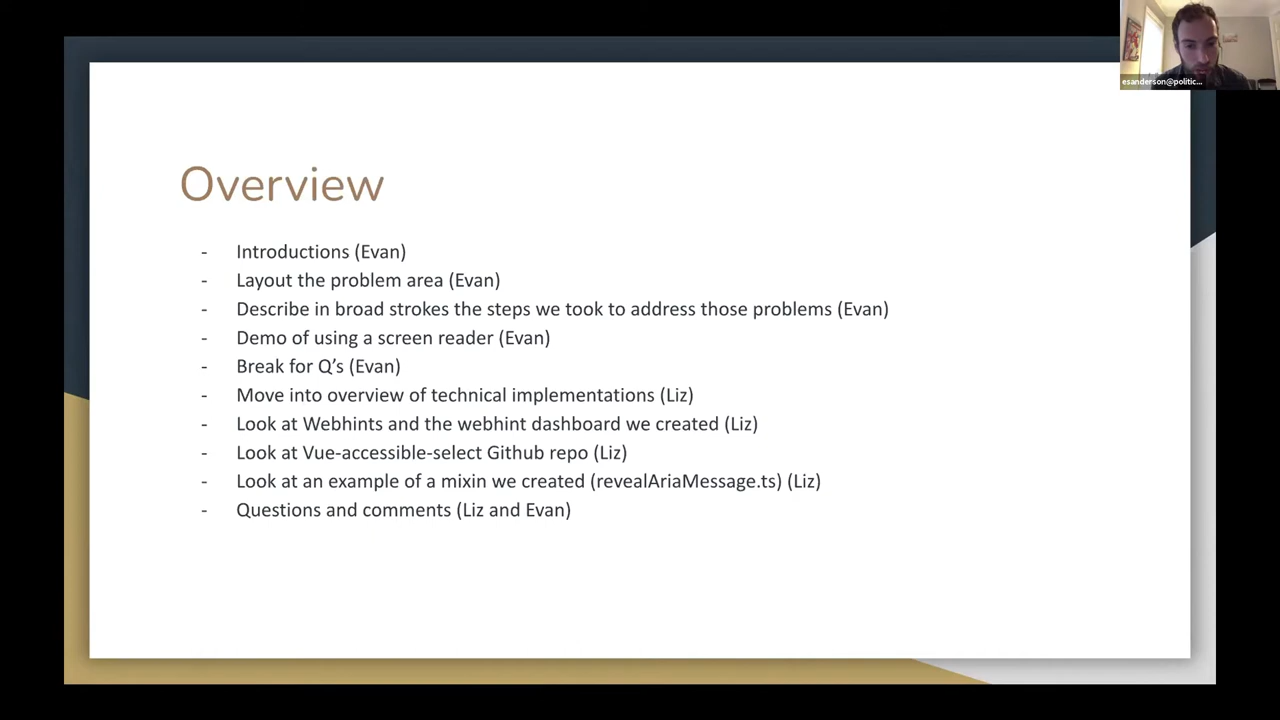 esanderson@politic...
Overview
- Introductions (Evan)
- Layout the problem area (Evan)
- Describe in broad strokes the steps we took to address those problems (Evan)
- Demo of using a screen reader (Evan)
- Break for Q’s (Evan)
- Move into overview of technical implementations (Liz)
- Look at Webhints and the webhint dashboard we created (Liz)
- Look at Vue-accessible-select Github repo (Liz)
- Look at an example of a mixin we created (revealAriaMessage.ts) (Liz)
- Questions and comments (Liz and Evan)